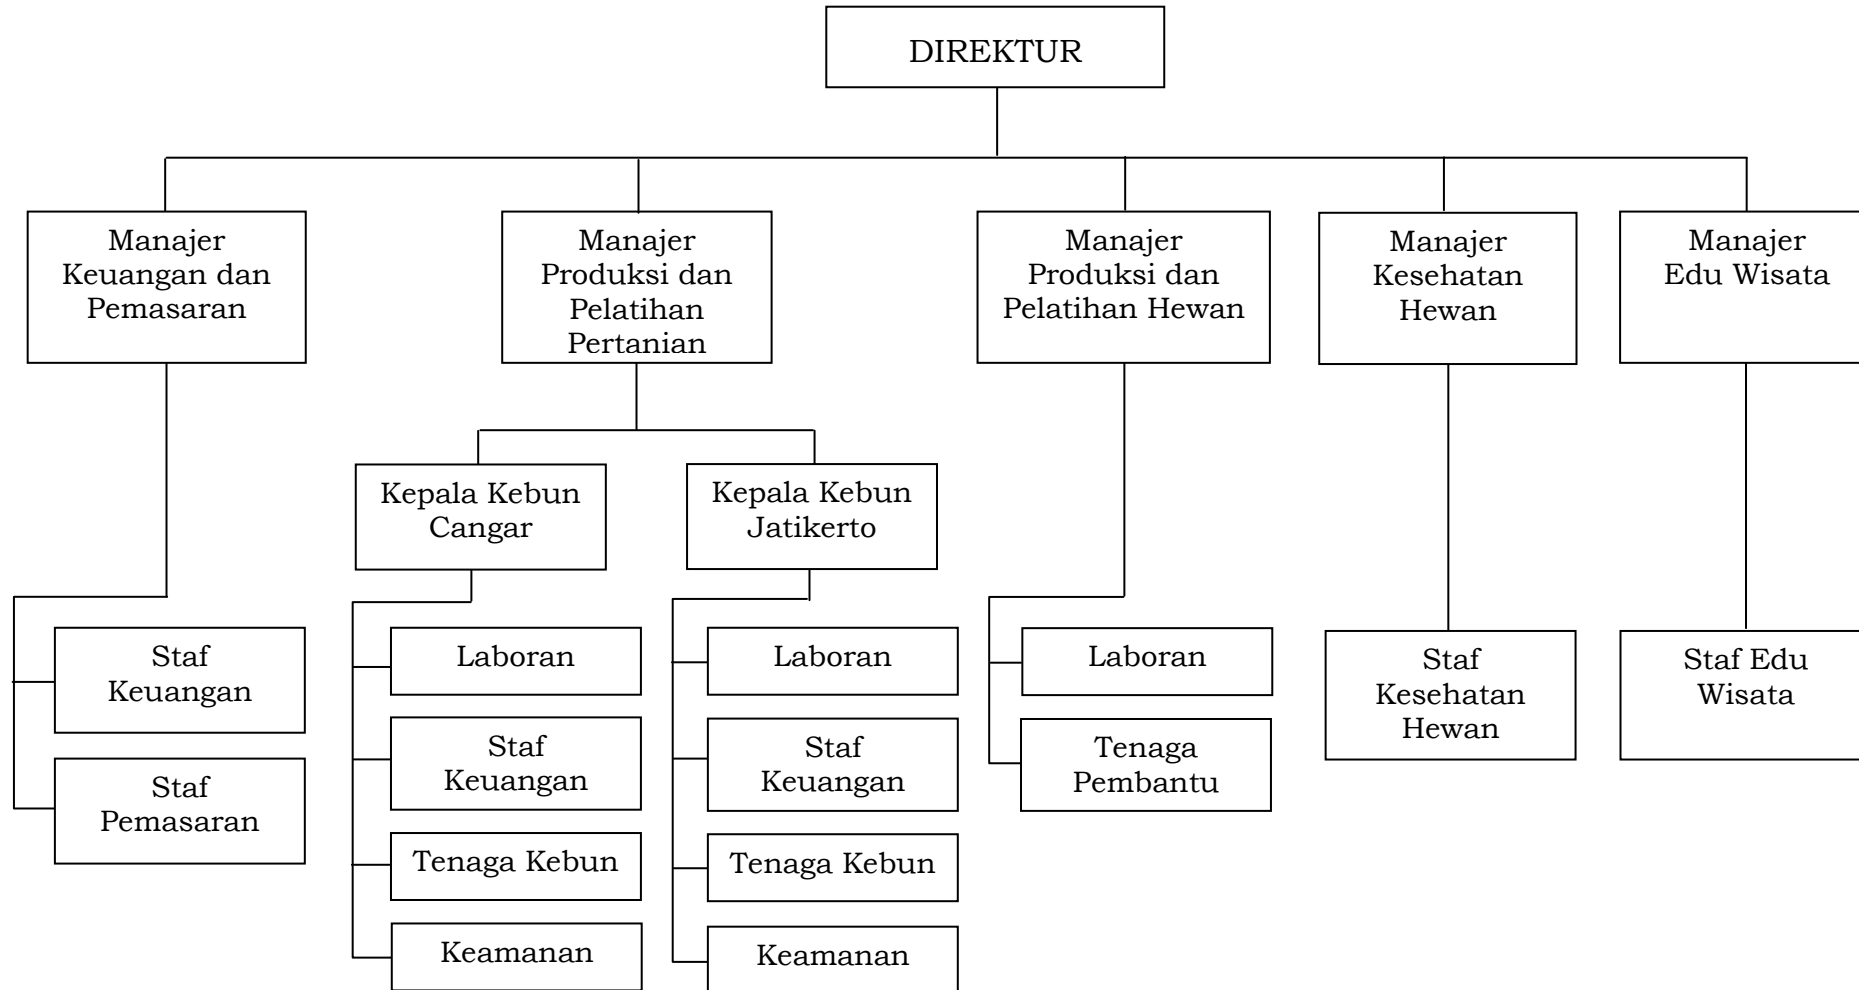 DIREKTUR
Manajer
Keuangan dan
Pemasaran
Manajer
Produksi dan
Pelatihan
Pertanian
Manajer
Produksi dan
Pelatihan Hewan
Manajer
Kesehatan
Hewan
Manajer
Edu Wisata
Kepala Kebun
Cangar
Kepala Kebun
Jatikerto
Staf
Keuangan
Staf
Pemasaran
Laboran
Staf
Keuangan
Tenaga Kebun
Keamanan
Laboran
Staf
Keuangan
Tenaga Kebun
Keamanan
Laboran
Tenaga
Pembantu
Staf
Kesehatan
Hewan
Staf Edu
Wisata